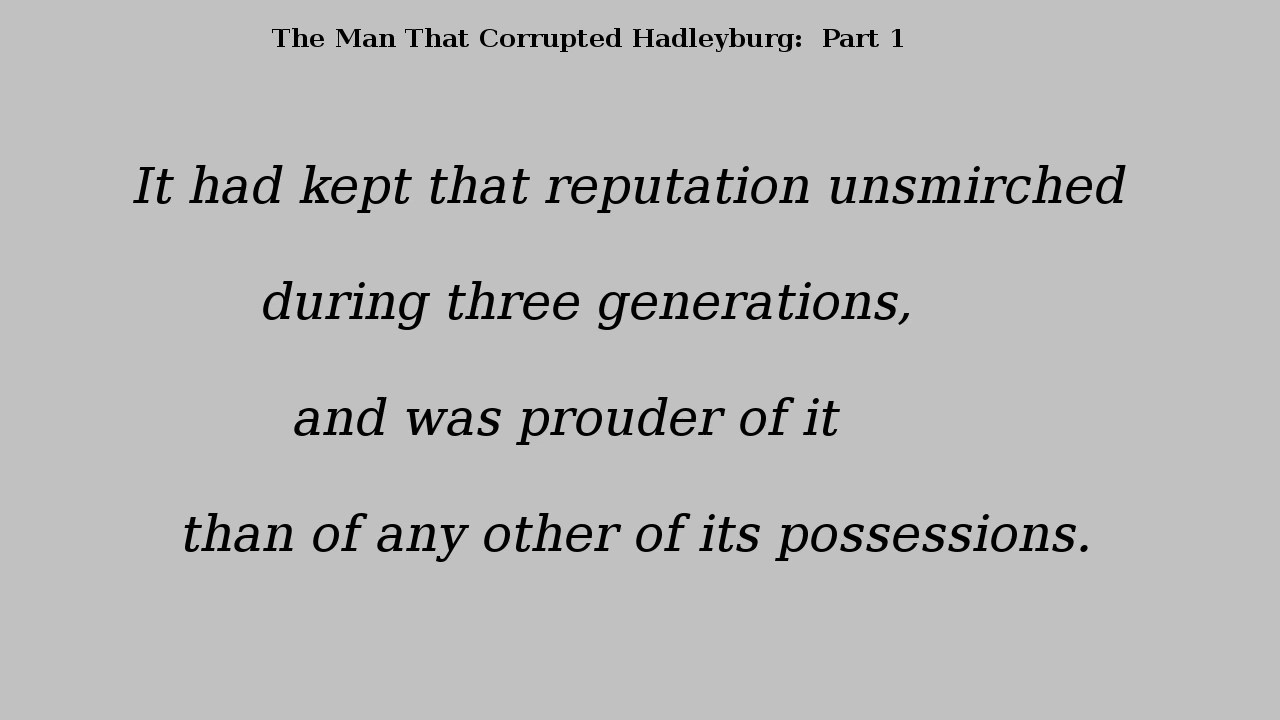 The Man That Corrupted Hadleyburg:  Part 1
It had kept that reputation unsmirched
during three generations,
and was prouder of it
than of any other of its possessions.